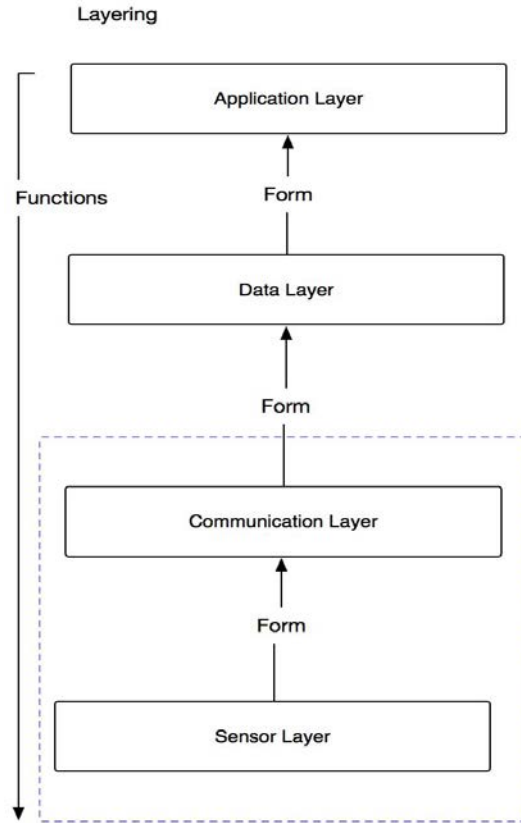 Layering
Application Layer
Form
Functions
Data Layer
Form
Communication Layer
Form
Sensor Layer